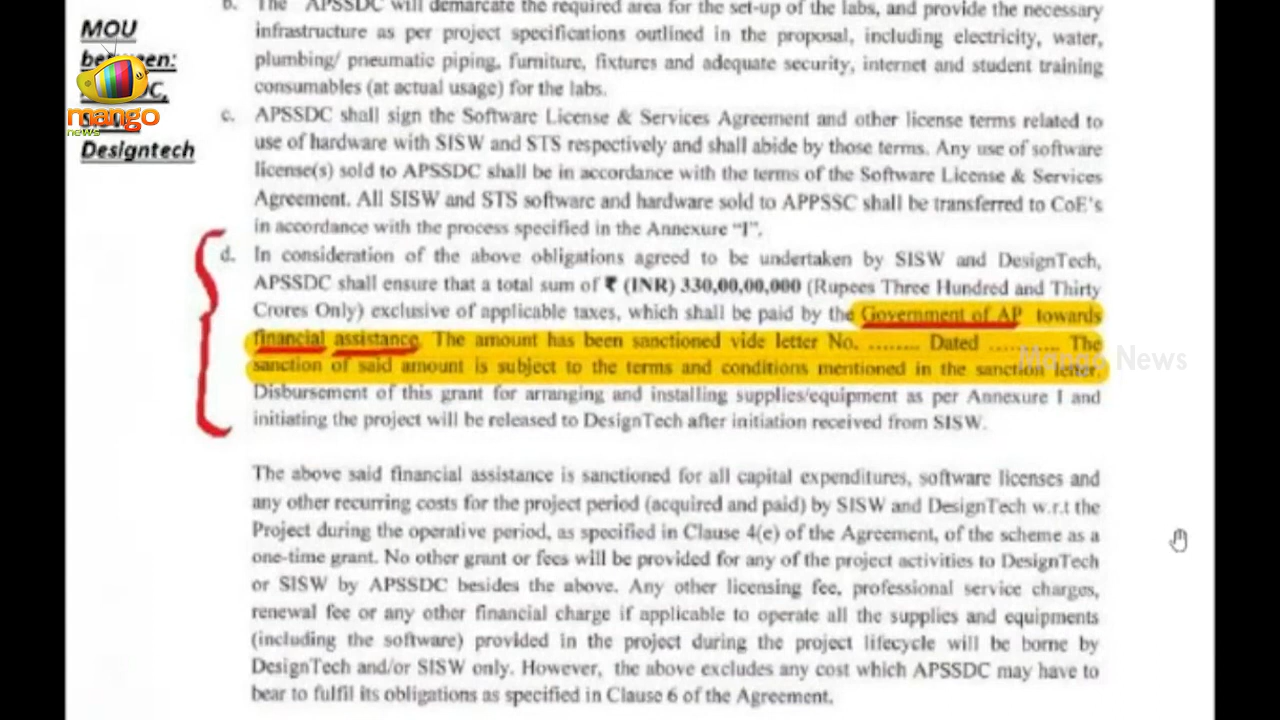 MOU
between:
mango
news
Designtech
b. The APSSDC will demarcate the required area for the set-up of the labs, and provide the necessary
infrastructure as per project specifications outlined in the proposal, including electricity, water,
plumbing/ pneumatic piping, furniture, fixtures and adequate security, internet and student training
consumables (at actual usage) for the labs.
c. APSSDC shall sign the Software License & Services Agreement and other license terms related to
use of hardware with SISW and STS respectively and shall abide by those terms. Any use of software
license(s) sold to APSSDC shall be in accordance with the terms of the Software License & Services
Agreement. All SISW and STS software and hardware sold to APPSSC shall be transferred to CoE's
in accordance with the process specified in the Annexure "I".
d. In consideration of the above obligations agreed to be undertaken by SISW and DesignTech,
APSSDC shall ensure that a total sum of ₹ (INR) 330,00,00,000 (Rupees Three Hundred and Thirty
Crores Only) exclusive of applicable taxes, which shall be paid by the Government of AP towards
financial assistance. The amount has been sanctioned vide letter No. ........ Dated ........... The
sanction of said amount is subject to the terms and conditions mentioned in the sanction letter.
Mango News
Disbursement of this grant for arranging and installing supplies/equipment as per Annexure I and
initiating the project will be released to DesignTech after initiation received from SISW.
The above said financial assistance is sanctioned for all capital expenditures, software licenses and
any other recurring costs for the project period (acquired and paid) by SISW and DesignTech w.r.t the
Project during the operative period, as specified in Clause 4(e) of the Agreement, of the scheme as a
one-time grant. No other grant or fees will be provided for any of the project activities to DesignTech
or SISW by APSSDC besides the above. Any other licensing fee, professional service charges,
renewal fee or any other financial charge if applicable to operate all the supplies and equipments
(including the software) provided in the project during the project lifecycle will be borne by
DesignTech and/or SISW only. However, the above excludes any cost which APSSDC may have to
bear to fulfil its obligations as specified in Clause 6 of the Agreement.